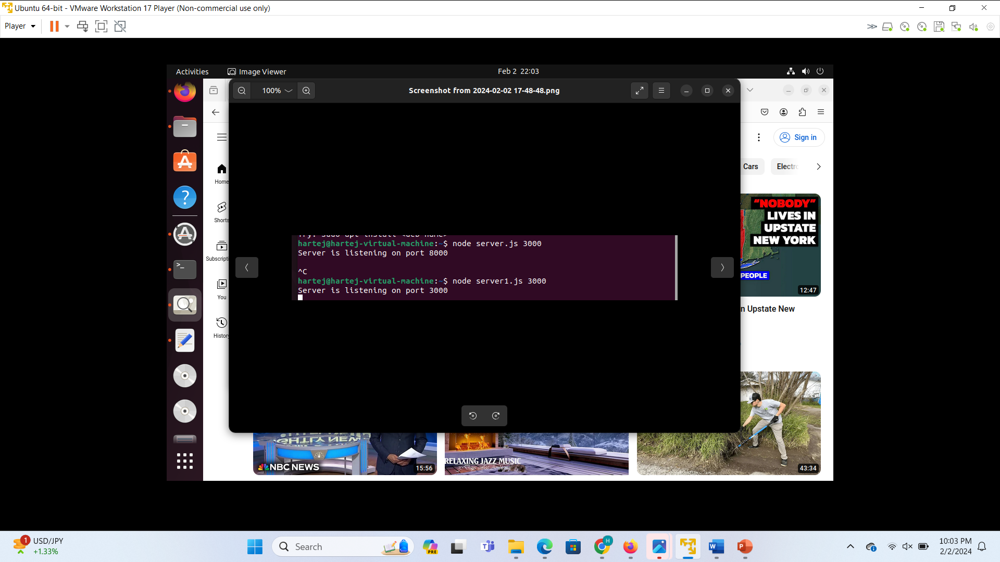 Ubuntu 64-bit - VMware Workstation 17 Player (Non-commercial use only)
Player
Activities
Image Viewer
Feb 2 22:03
100%
Screenshot from 2024-02-02 17-48-48.png
Sign in
Cars
Electro
Home
Shorts
Subscripti
You
History
"NOBODY"
LIVES IN
UPSTATE
NEW YORK
PEOPLE
12:47
n Upstate New
Try: sudo apt install <deb name>
hartej@hartej-virtual-machine:~$ node server.js 3000
Server is listening on port 8000
^C
hartej@hartej-virtual-machine:~$ node server1.js 3000
Server is listening on port 3000
NBC NEWS
15:56
RELAXING JAZZ MUSIC
43:34
1
USD/JPY
+1.33%
Search
PRE
H
10:03 PM
2/2/2024